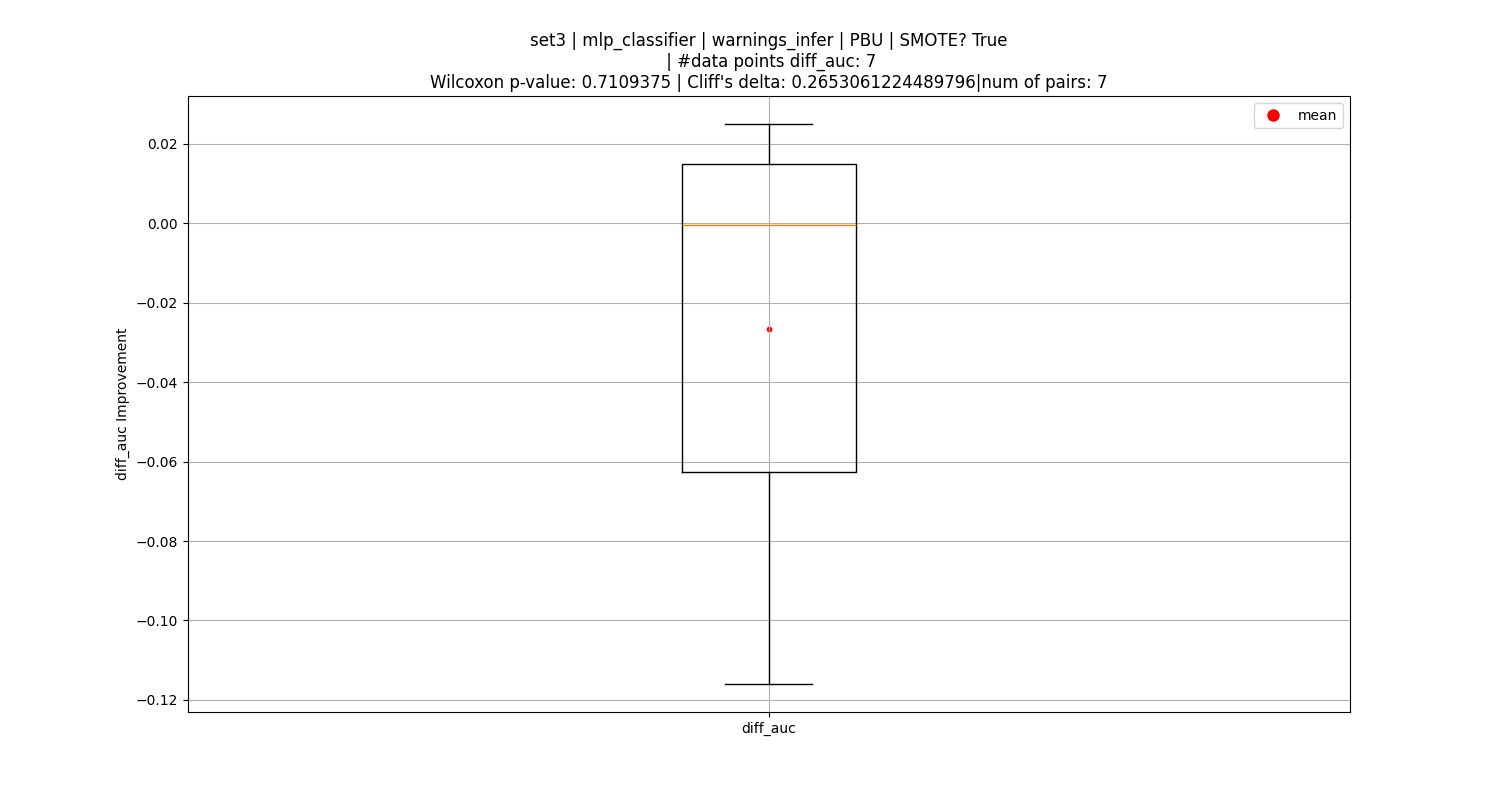 set3 | mlp_classifier | warnings_infer | PBU | SMOTE? True
| #data points diff_auc: 7
Wilcoxon p-value: 0.7109375 | Cliff's delta: 0.2653061224489796|num of pairs: 7
mean
0.02
0.00
−0.02
−0.04
−0.06
−0.08
−0.10
−0.12
diff_auc Improvement
diff_auc